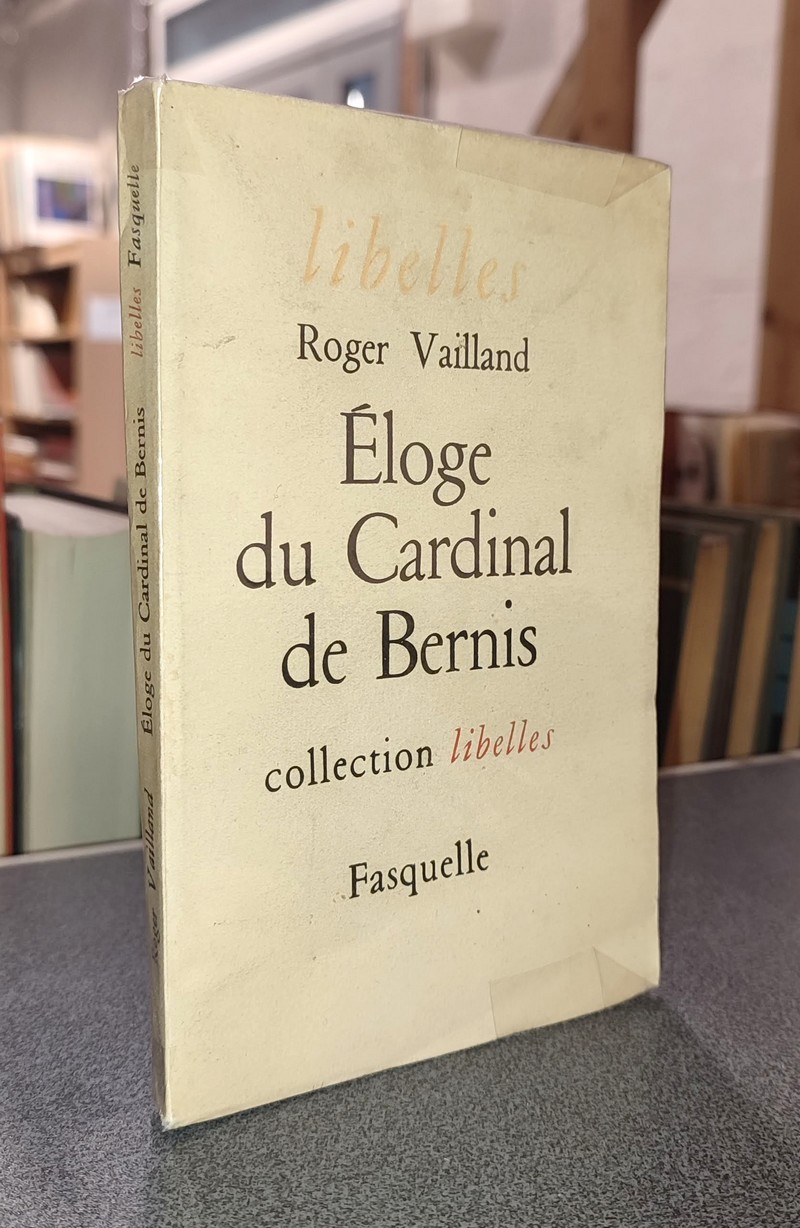 libelles
Roger Vailland
Éloge
du Cardinal
de Bernis
collection libelles
Fasquelle
Roger Vailland Éloge du Cardinal de Bernis libelles Fasquelle